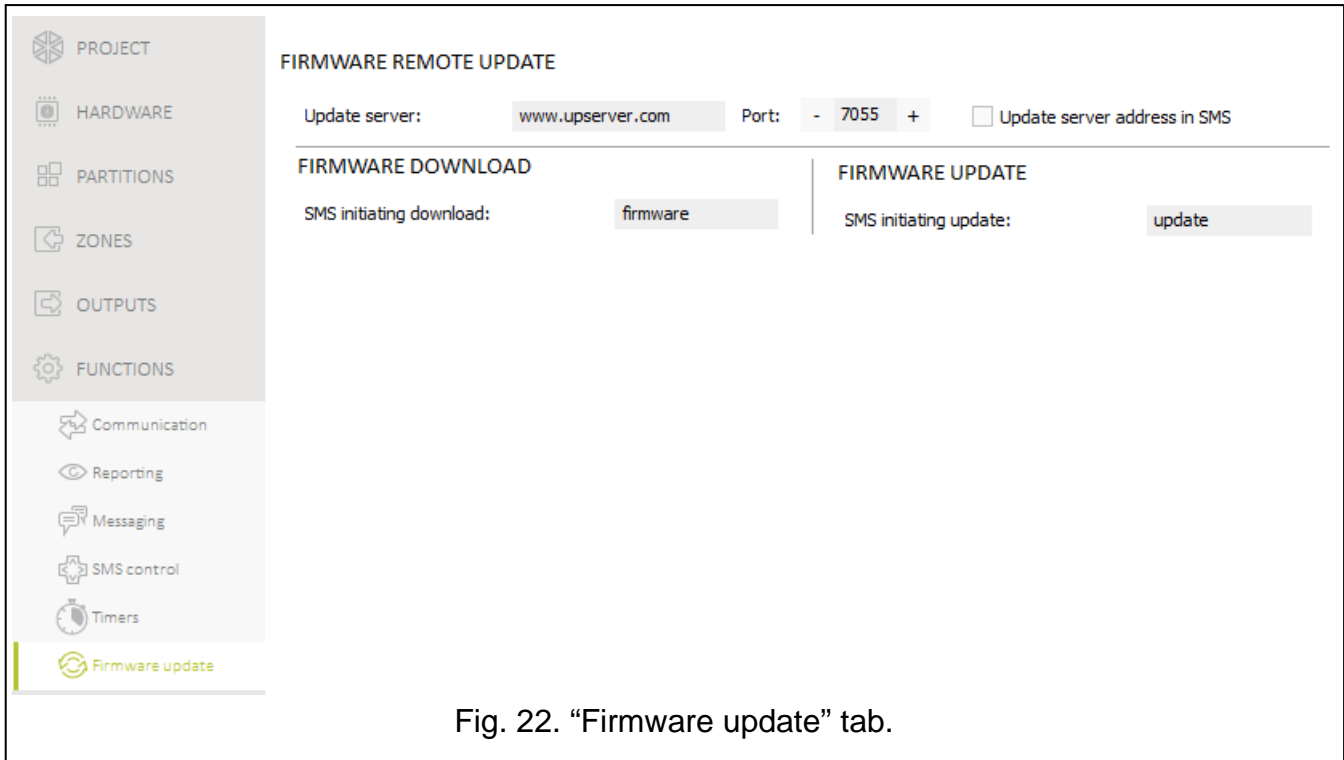 PROJECT
HARDWARE
PARTITIONS
ZONES
OUTPUTS
FUNCTIONS
Communication
Reporting
Messaging
SMS control
Timers
Firmware update
FIRMWARE REMOTE UPDATE
Update server: www.upserver.com Port: - 7055 + Update server address in SMS
FIRMWARE DOWNLOAD
SMS initiating download: firmware
FIRMWARE UPDATE
SMS initiating update: update
Fig. 22. “Firmware update” tab.